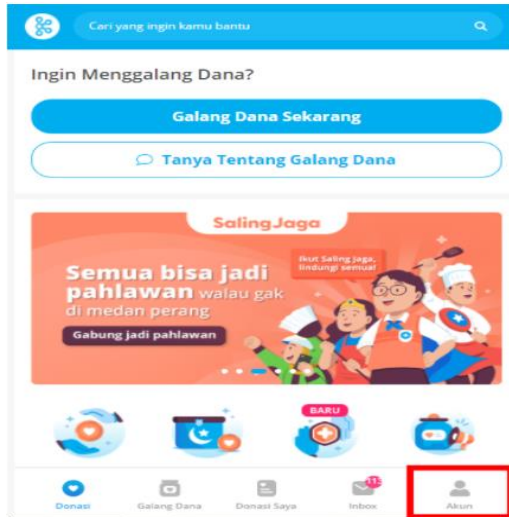 Cari yang ingin kamu bantu
Ingin Menggalang Dana?
Galang Dana Sekarang
Tanya Tentang Galang Dana
SalingJaga
Semua bisa jadi
pahlawan walau gak
di medan perang
Ikut Saling Jaga,
lindungi semua!
Gabung jadi pahlawan
BARU
113
Donasi
Galang Dana
Donasi Saya
Inbox
Akun